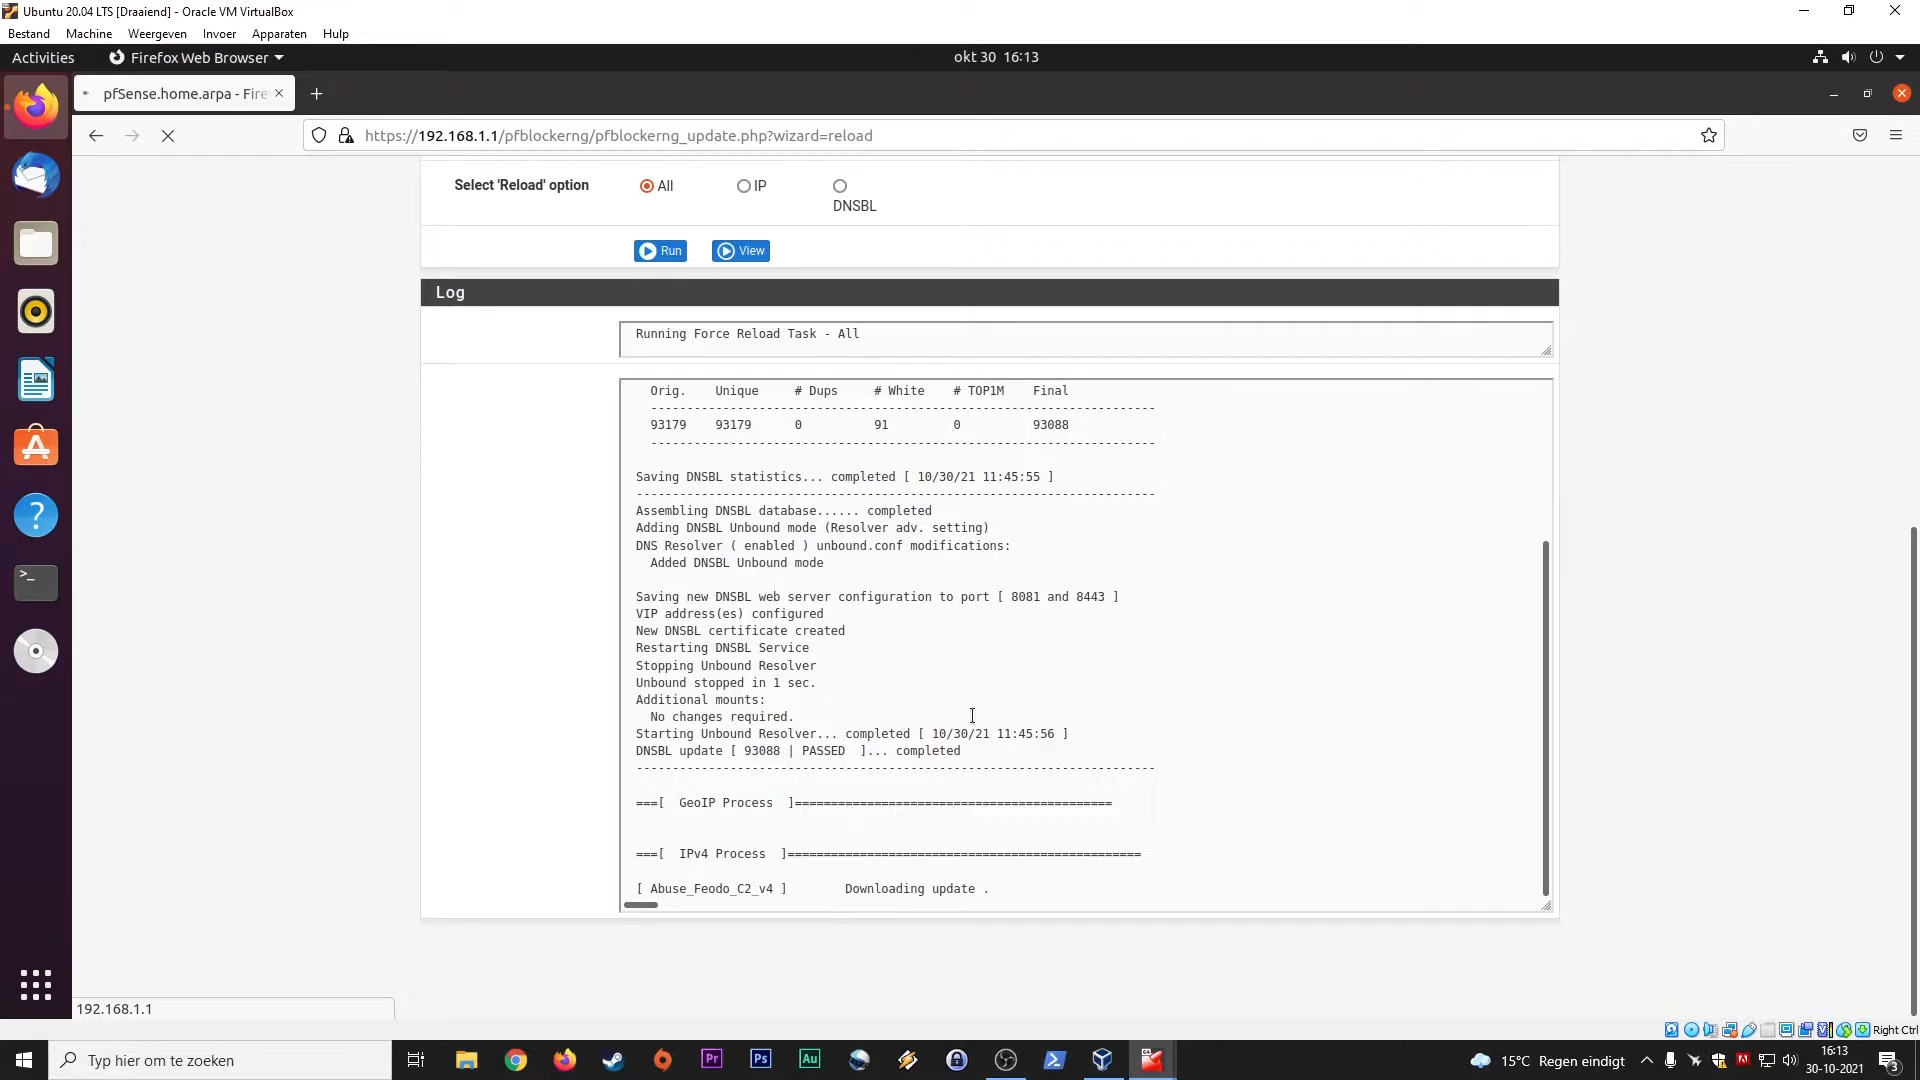 Ubuntu 20.04 LTS [Draaiend] - Oracle VM VirtualBox
Bestand Machine Weergeven Invoer Apparaten Hulp
Activities Firefox Web Browser okt 30 16:13
pfSense.home.arpa - Fire
https://192.168.1.1/pfblockerng/pfblockerng_update.php?wizard=reload
Select 'Reload' option All IP DNSBL
Run View
Log
Running Force Reload Task - All
Orig. Unique # Dups # White # TOP1M Final
------------------------------------------------------------------------
93179 93179 0 91 0 93088
------------------------------------------------------------------------
Saving DNSBL statistics... completed [ 10/30/21 11:45:55 ]
------------------------------------------------------------------------
Assembling DNSBL database...... completed
Adding DNSBL Unbound mode (Resolver adv. setting)
DNS Resolver ( enabled ) unbound.conf modifications:
Added DNSBL Unbound mode
Saving new DNSBL web server configuration to port [ 8081 and 8443 ]
VIP address(es) configured
New DNSBL certificate created
Restarting DNSBL Service
Stopping Unbound Resolver
Unbound stopped in 1 sec.
Additional mounts:
No changes required.
Starting Unbound Resolver... completed [ 10/30/21 11:45:56 ]
DNSBL update [ 93088 | PASSED ]... completed
------------------------------------------------------------------------
===[ GeoIP Process ]============================================
===[ IPv4 Process ]=================================================
[ Abuse_Feodo_C2_v4 ] Downloading update .
192.168.1.1
Right Ctrl
Typ hier om te zoeken
Pr Ps Au
15°C Regen eindigt
16:13
30-10-2021
3